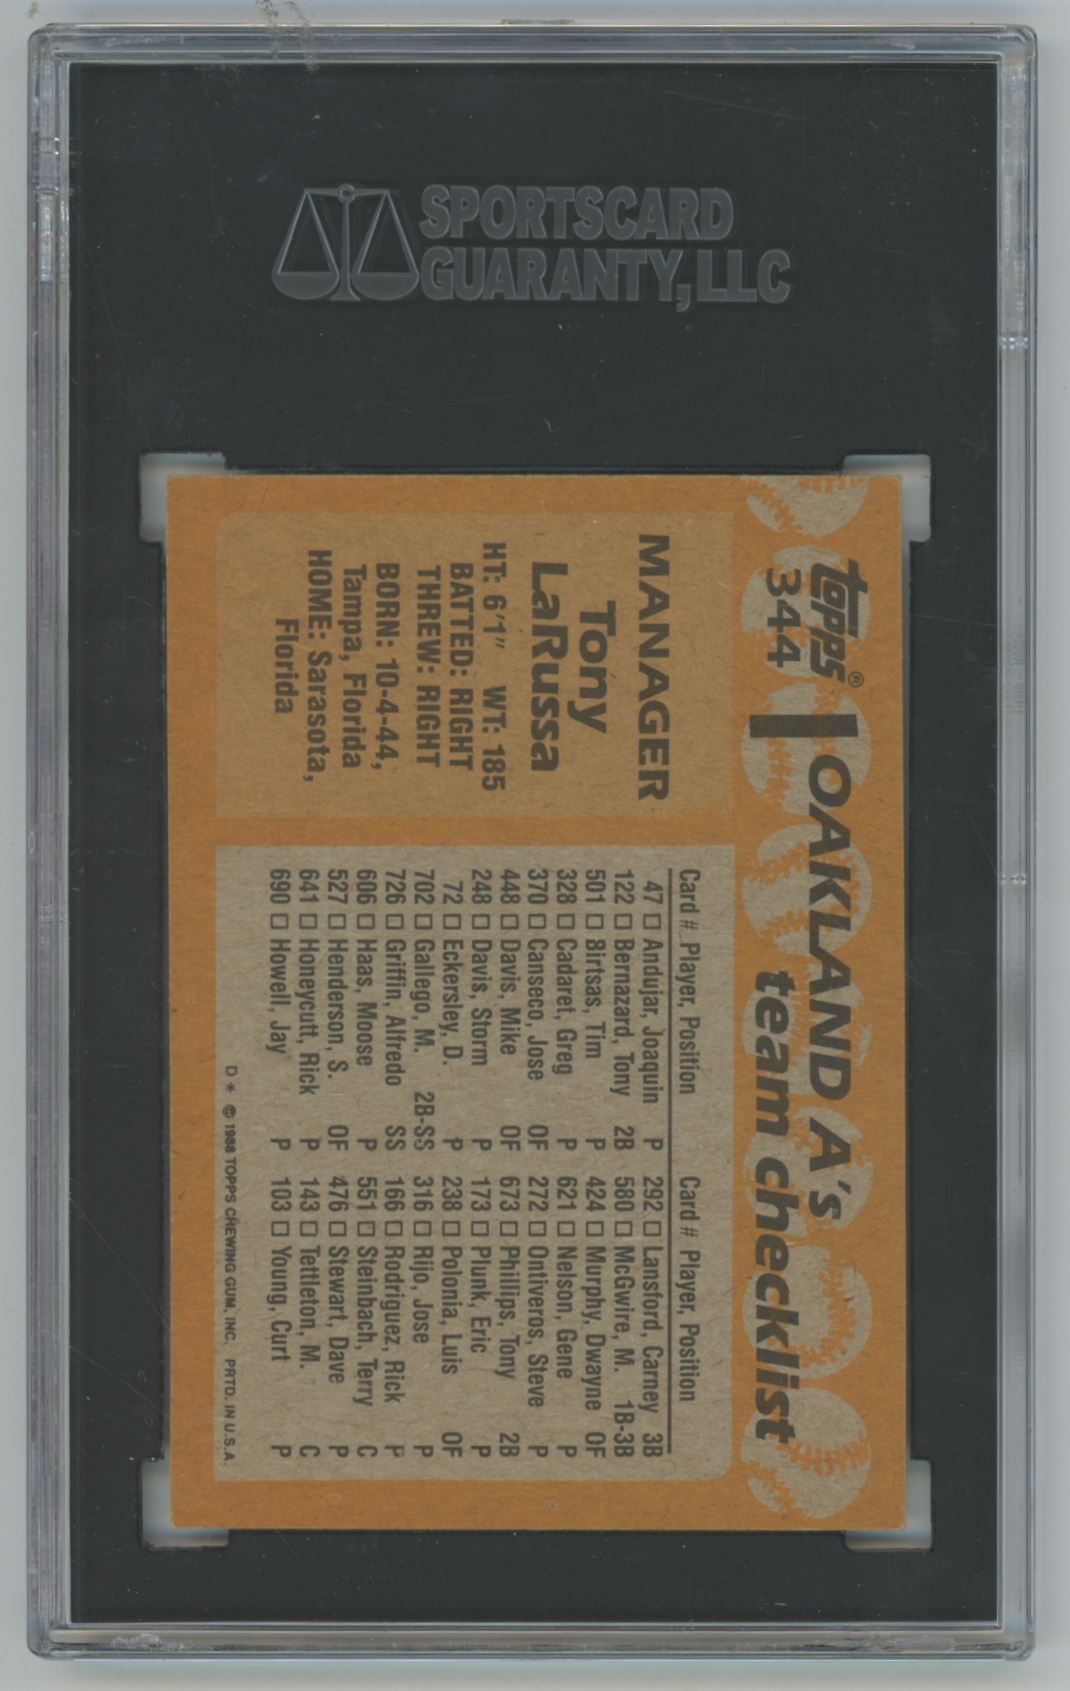 SPORTSCARD
GUARANTY, LLC
topps®
344
OAKLAND A's
team checklist
MANAGER
Tony
LaRussa
HT: 6'1" WT: 185
BATTED: RIGHT
THREW: RIGHT
BORN: 10-4-44,
Tampa, Florida
HOME: Sarasota,
Florida
Card # Player, Position
47 □ Andujar, Joaquin P
122 □ Bernazard, Tony 2B
501 □ Birtsas, Tim P
328 □ Cadaret, Greg P
370 □ Canseco, Jose OF
448 □ Davis, Mike OF
248 □ Davis, Storm P
72 □ Eckersley, D. P
702 □ Gallego, M. 2B-SS
726 □ Griffin, Alfredo SS
606 □ Haas, Moose P
527 □ Henderson, S. OF
641 □ Honeycutt, Rick P
690 □ Howell, Jay P
Card # Player, Position
292 □ Lansford, Carney 3B
580 □ McGwire, M. 1B-3B
424 □ Murphy, Dwayne OF
621 □ Nelson, Gene P
272 □ Ontiveros, Steve P
673 □ Phillips, Tony 2B
173 □ Plunk, Eric P
238 □ Polonia, Luis OF
316 □ Rijo, Jose P
166 □ Rodriguez, Rick P
551 □ Steinbach, Terry C
476 □ Stewart, Dave P
143 □ Tettleton, M. C
103 □ Young, Curt P
D * © 1988 TOPPS CHEWING GUM, INC. PRTD. IN U.S.A.